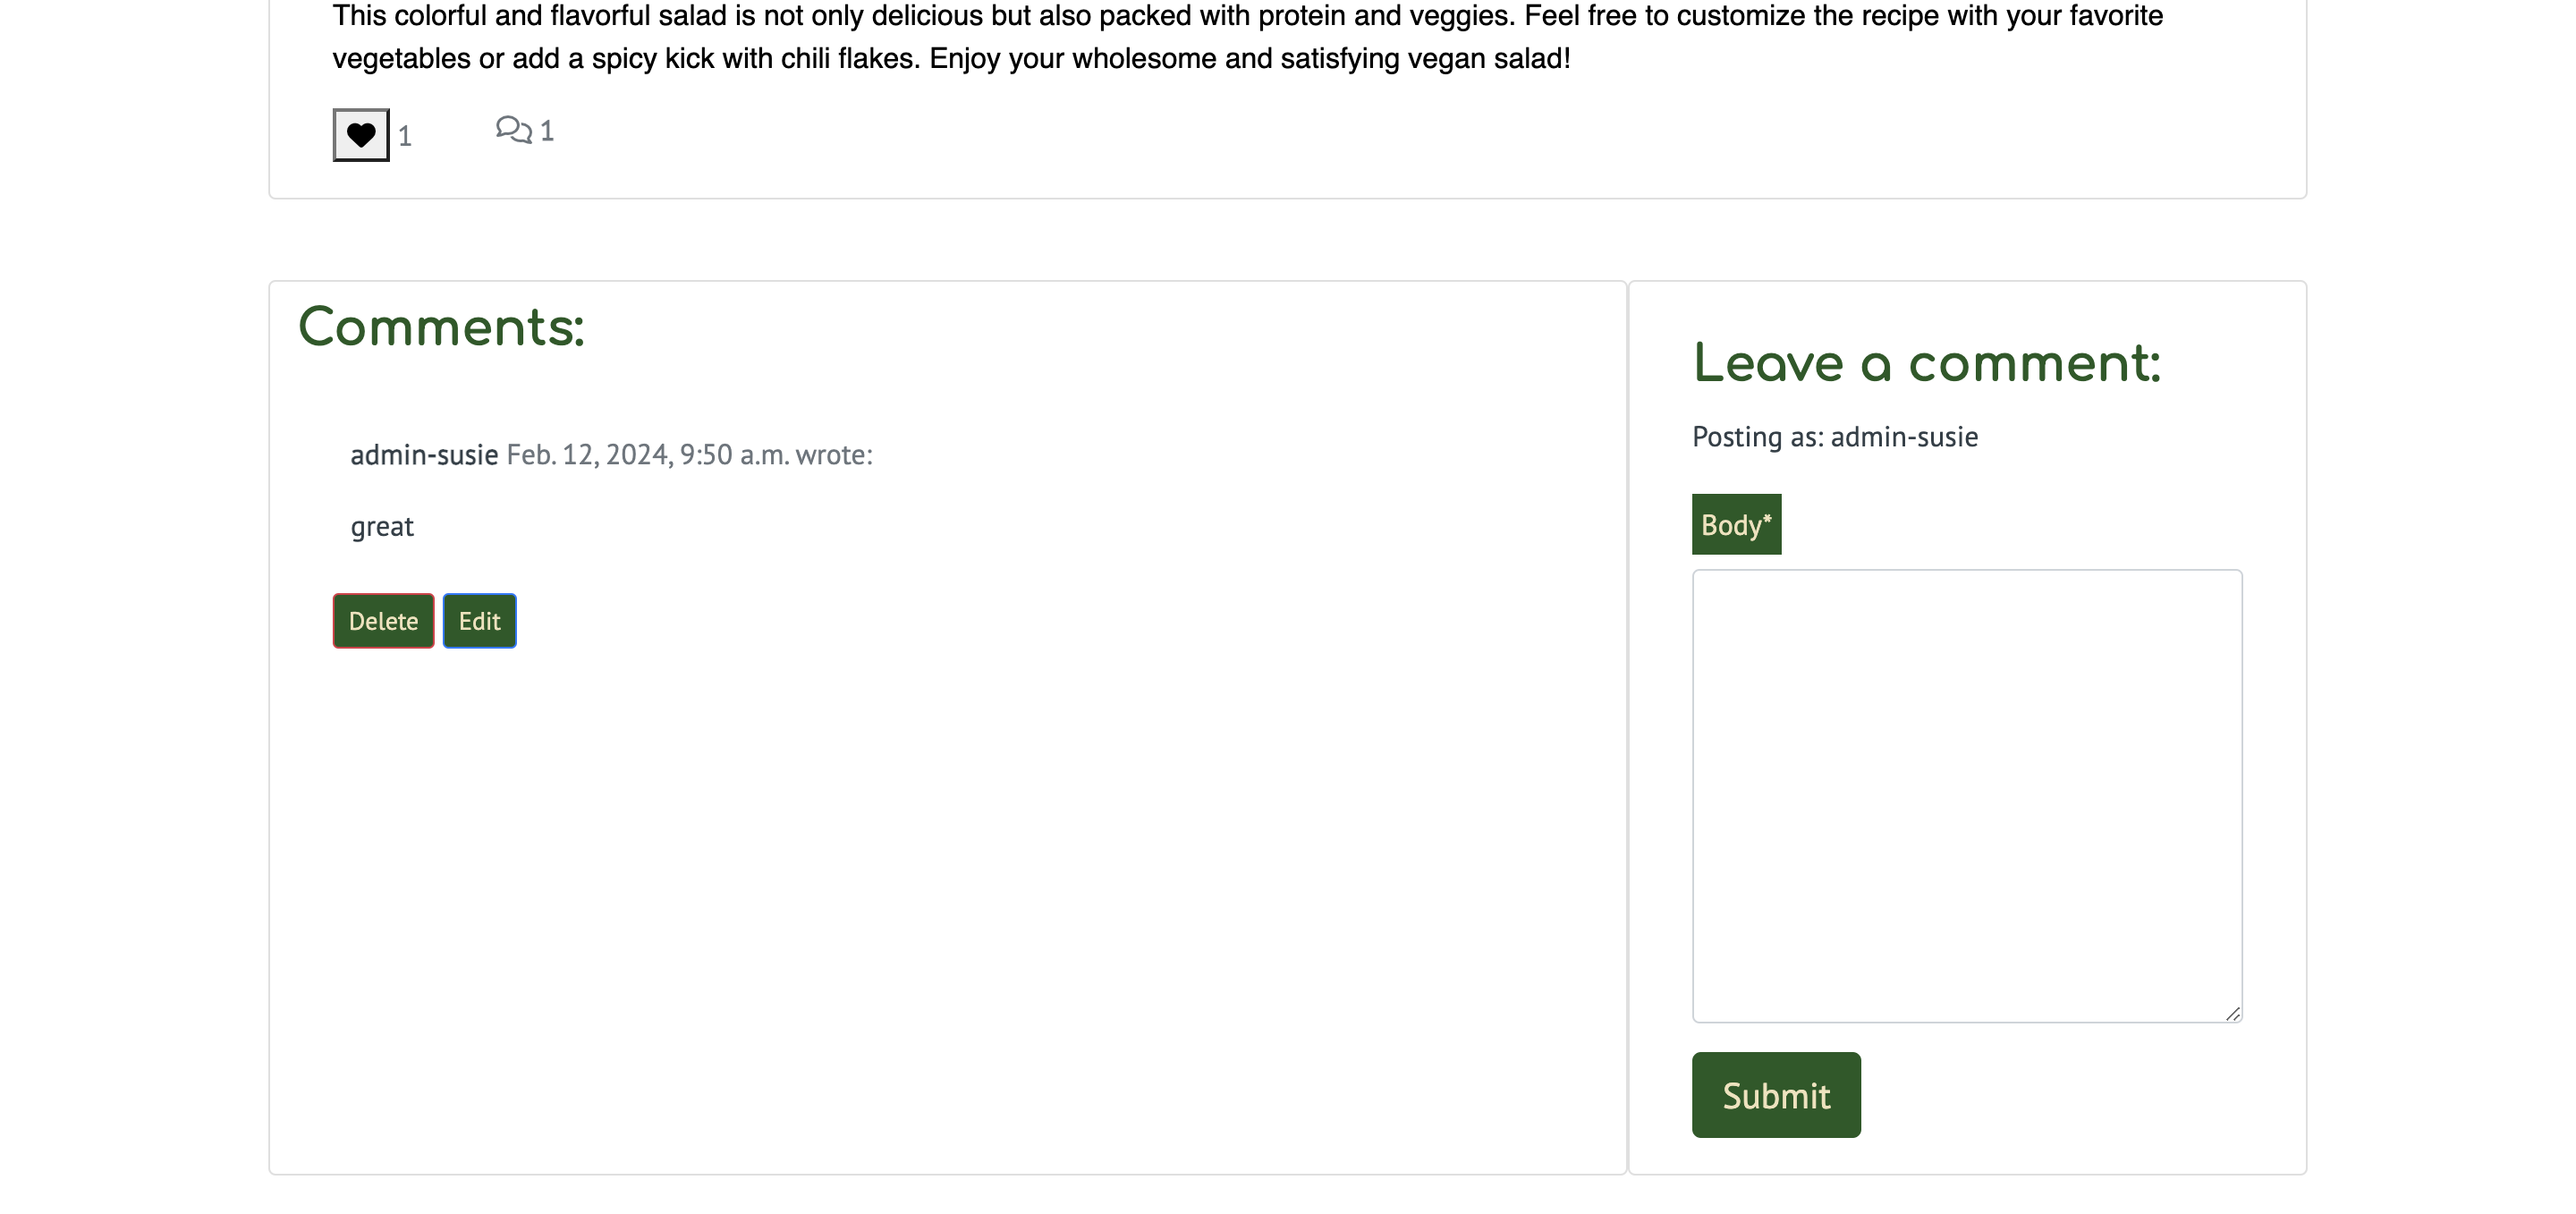 This colorful and flavorful salad is not only delicious but also packed with protein and veggies. Feel free to customize the recipe with your favorite
vegetables or add a spicy kick with chili flakes. Enjoy your wholesome and satisfying vegan salad!
1 1
Comments:
admin-susie Feb. 12, 2024, 9:50 a.m. wrote:
great
Delete Edit
Leave a comment:
Posting as: admin-susie
Body*
Submit